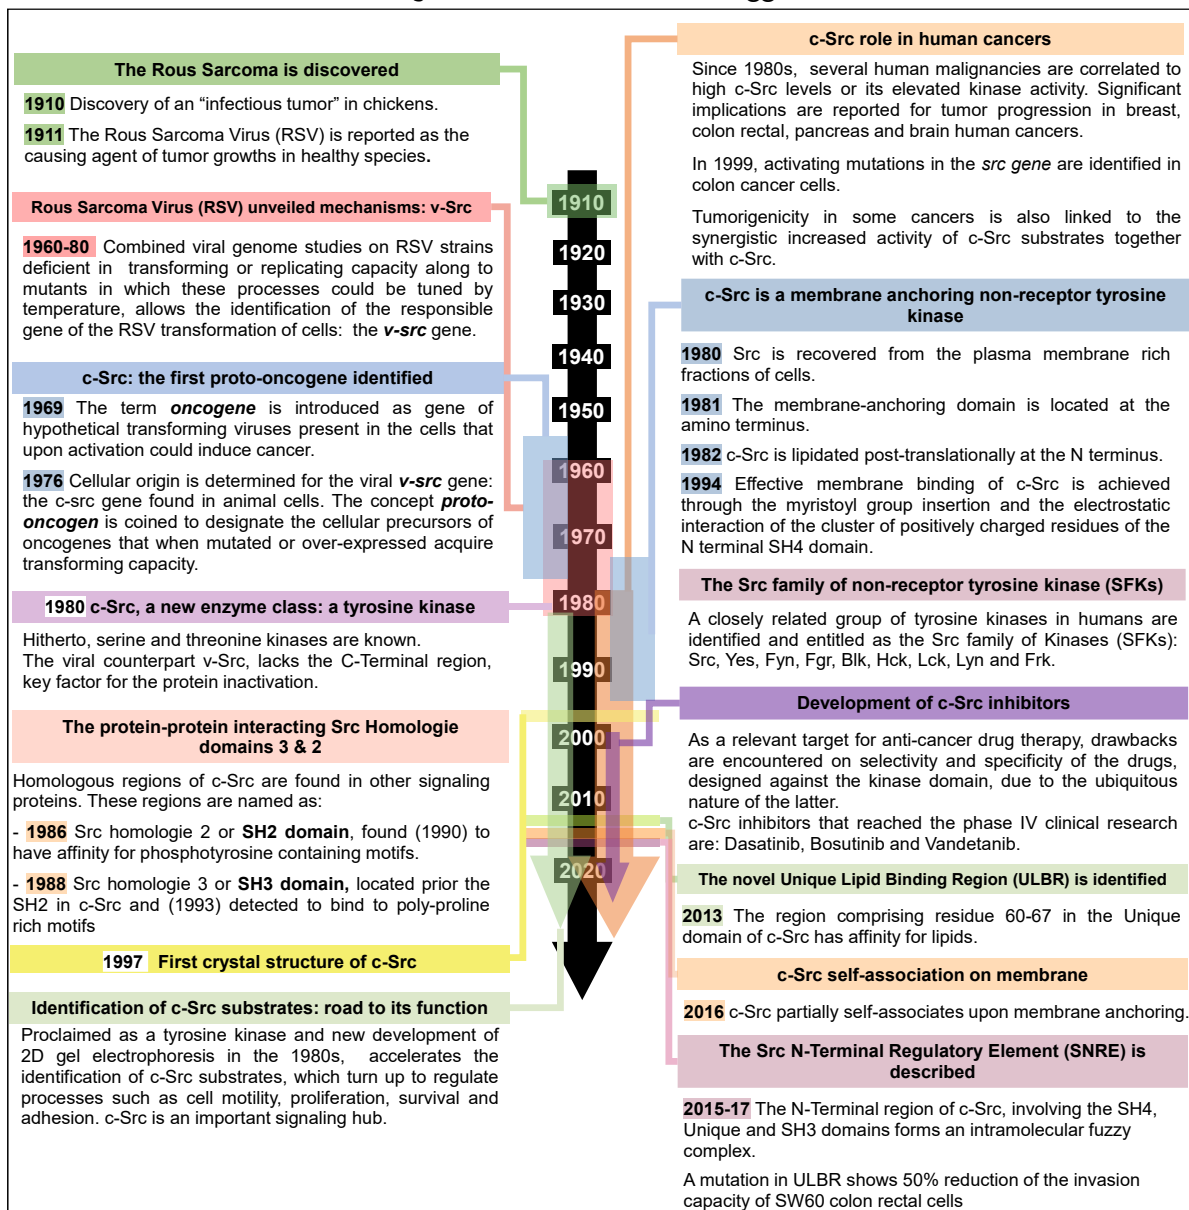 The Rous Sarcoma is discovered
1910 Discovery of an “infectious tumor” in chickens.
1911 The Rous Sarcoma Virus (RSV) is reported as the
causing agent of tumor growths in healthy species.
Rous Sarcoma Virus (RSV) unveiled mechanisms: v-Src
1960-80 Combined viral genome studies on RSV strains
deficient in transforming or replicating capacity along to
mutants in which these processes could be tuned by
temperature, allows the identification of the responsible
gene of the RSV transformation of cells: the v-src gene.
c-Src: the first proto-oncogene identified
1969 The term oncogene is introduced as gene of
hypothetical transforming viruses present in the cells that
upon activation could induce cancer.
1976 Cellular origin is determined for the viral v-src gene:
the c-src gene found in animal cells. The concept proto-
oncogen is coined to designate the cellular precursors of
oncogenes that when mutated or over-expressed acquire
transforming capacity.
1980 c-Src, a new enzyme class: a tyrosine kinase
Hitherto, serine and threonine kinases are known.
The viral counterpart v-Src, lacks the C-Terminal region,
key factor for the protein inactivation.
The protein-protein interacting Src Homologie
domains 3 & 2
Homologous regions of c-Src are found in other signaling
proteins. These regions are named as:
- 1986 Src homologie 2 or SH2 domain, found (1990) to
have affinity for phosphotyrosine containing motifs.
- 1988 Src homologie 3 or SH3 domain, located prior the
SH2 in c-Src and (1993) detected to bind to poly-proline
rich motifs
1997 First crystal structure of c-Src
Identification of c-Src substrates: road to its function
Proclaimed as a tyrosine kinase and new development of
2D gel electrophoresis in the 1980s, accelerates the
identification of c-Src substrates, which turn up to regulate
processes such as cell motility, proliferation, survival and
adhesion. c-Src is an important signaling hub.
1910
1920
1930
1940
1950
1960
1970
1980
1990
2000
2010
2020
c-Src role in human cancers
Since 1980s, several human malignancies are correlated to
high c-Src levels or its elevated kinase activity. Significant
implications are reported for tumor progression in breast,
colon rectal, pancreas and brain human cancers.
In 1999, activating mutations in the src gene are identified in
colon cancer cells.
Tumorigenicity in some cancers is also linked to the
synergistic increased activity of c-Src substrates together
with c-Src.
c-Src is a membrane anchoring non-receptor tyrosine
kinase
1980 Src is recovered from the plasma membrane rich
fractions of cells.
1981 The membrane-anchoring domain is located at the
amino terminus.
1982 c-Src is lipidated post-translationally at the N terminus.
1994 Effective membrane binding of c-Src is achieved
through the myristoyl group insertion and the electrostatic
interaction of the cluster of positively charged residues of the
N terminal SH4 domain.
The Src family of non-receptor tyrosine kinase (SFKs)
A closely related group of tyrosine kinases in humans are
identified and entitled as the Src family of Kinases (SFKs):
Src, Yes, Fyn, Fgr, Blk, Hck, Lck, Lyn and Frk.
Development of c-Src inhibitors
As a relevant target for anti-cancer drug therapy, drawbacks
are encountered on selectivity and specificity of the drugs,
designed against the kinase domain, due to the ubiquitous
nature of the latter.
c-Src inhibitors that reached the phase IV clinical research
are: Dasatinib, Bosutinib and Vandetanib.
The novel Unique Lipid Binding Region (ULBR) is identified
2013 The region comprising residue 60-67 in the Unique
domain of c-Src has affinity for lipids.
c-Src self-association on membrane
2016 c-Src partially self-associates upon membrane anchoring.
The Src N-Terminal Regulatory Element (SNRE) is
described
2015-17 The N-Terminal region of c-Src, involving the SH4,
Unique and SH3 domains forms an intramolecular fuzzy
complex.
A mutation in ULBR shows 50% reduction of the invasion
capacity of SW60 colon rectal cells